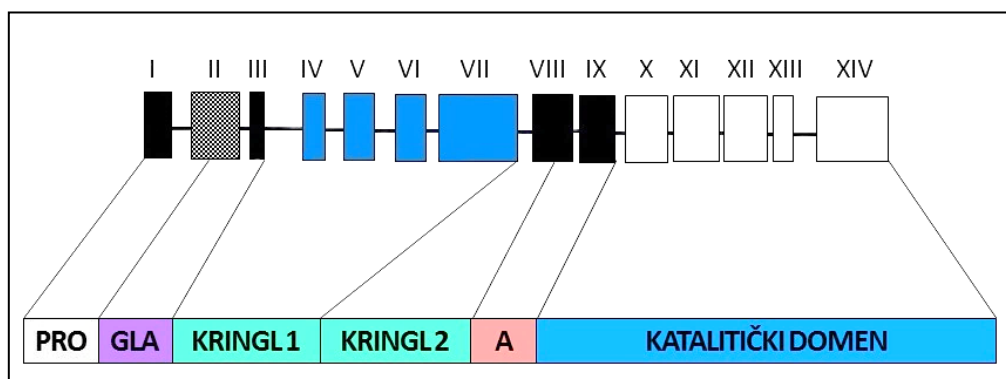 I II III IV V VI VII VIII IX X XI XII XIII XIV
PRO GLA KRINGL 1 KRINGL 2 A KATALITIČKI DOMEN